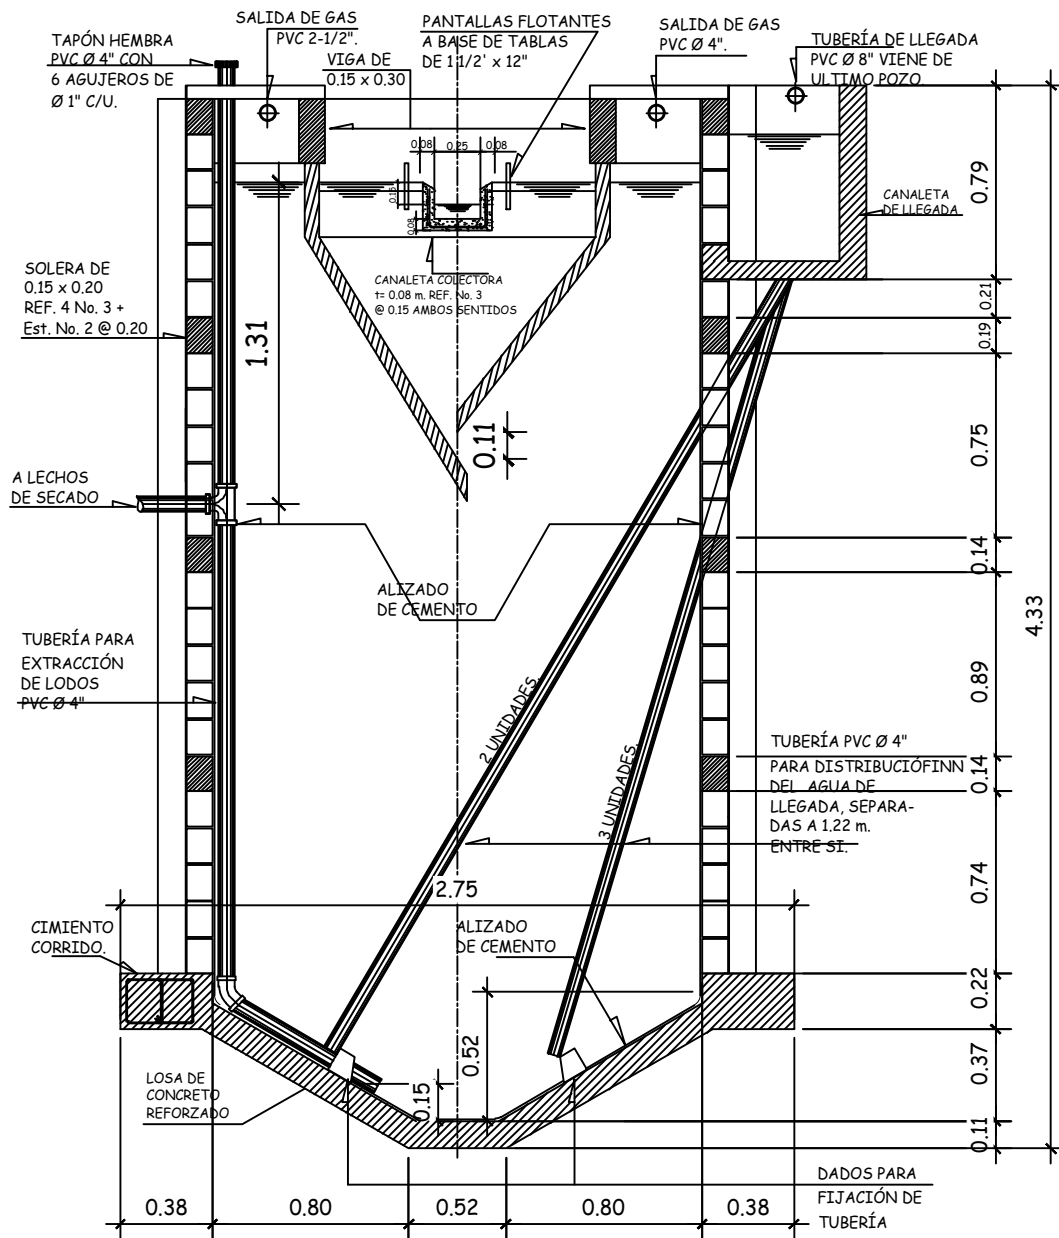 SALIDA DE GAS
PVC 2-1/2".
PANTALLAS FLOTANTES
A BASE DE TABLAS
DE 1 1/2' x 12"
SALIDA DE GAS
PVC Ø 4".
TUBERÍA DE LLEGADA
PVC Ø 8" VIENE DE
ULTIMO POZO
TAPÓN HEMBRA
PVC Ø 4" CON
6 AGUJEROS DE
Ø 1" C/U.
VIGA DE
0.15 x 0.30
0.08
0.25
0.08
0.15
0.08
0.79
CANALETA
DE LLEGADA
SOLERA DE
0.15 x 0.20
REF. 4 No. 3 +
Est. No. 2 @ 0.20
CANALETA COLECTORA
t= 0.08 m. REF. No. 3
@ 0.15 AMBOS SENTIDOS
0.21
0.19
1.31
0.11
0.75
A LECHOS
DE SECADO
0.14
ALIZADO
DE CEMENTO
4.33
TUBERÍA PARA
EXTRACCIÓN
DE LODOS
PVC Ø 4"
0.89
2 UNIDADES.
3 UNIDADES.
TUBERÍA PVC Ø 4"
PARA DISTRIBUCIÓFINN
DEL AGUA DE
LLEGADA, SEPARA-
DAS A 1.22 m.
ENTRE SI.
0.14
0.74
2.75
CIMIENTO
CORRIDO.
ALIZADO
DE CEMENTO
0.22
0.52
0.37
LOSA DE
CONCRETO
REFORZADO
0.15
0.11
DADOS PARA
FIJACIÓN DE
TUBERÍA
0.38
0.80
0.52
0.80
0.38